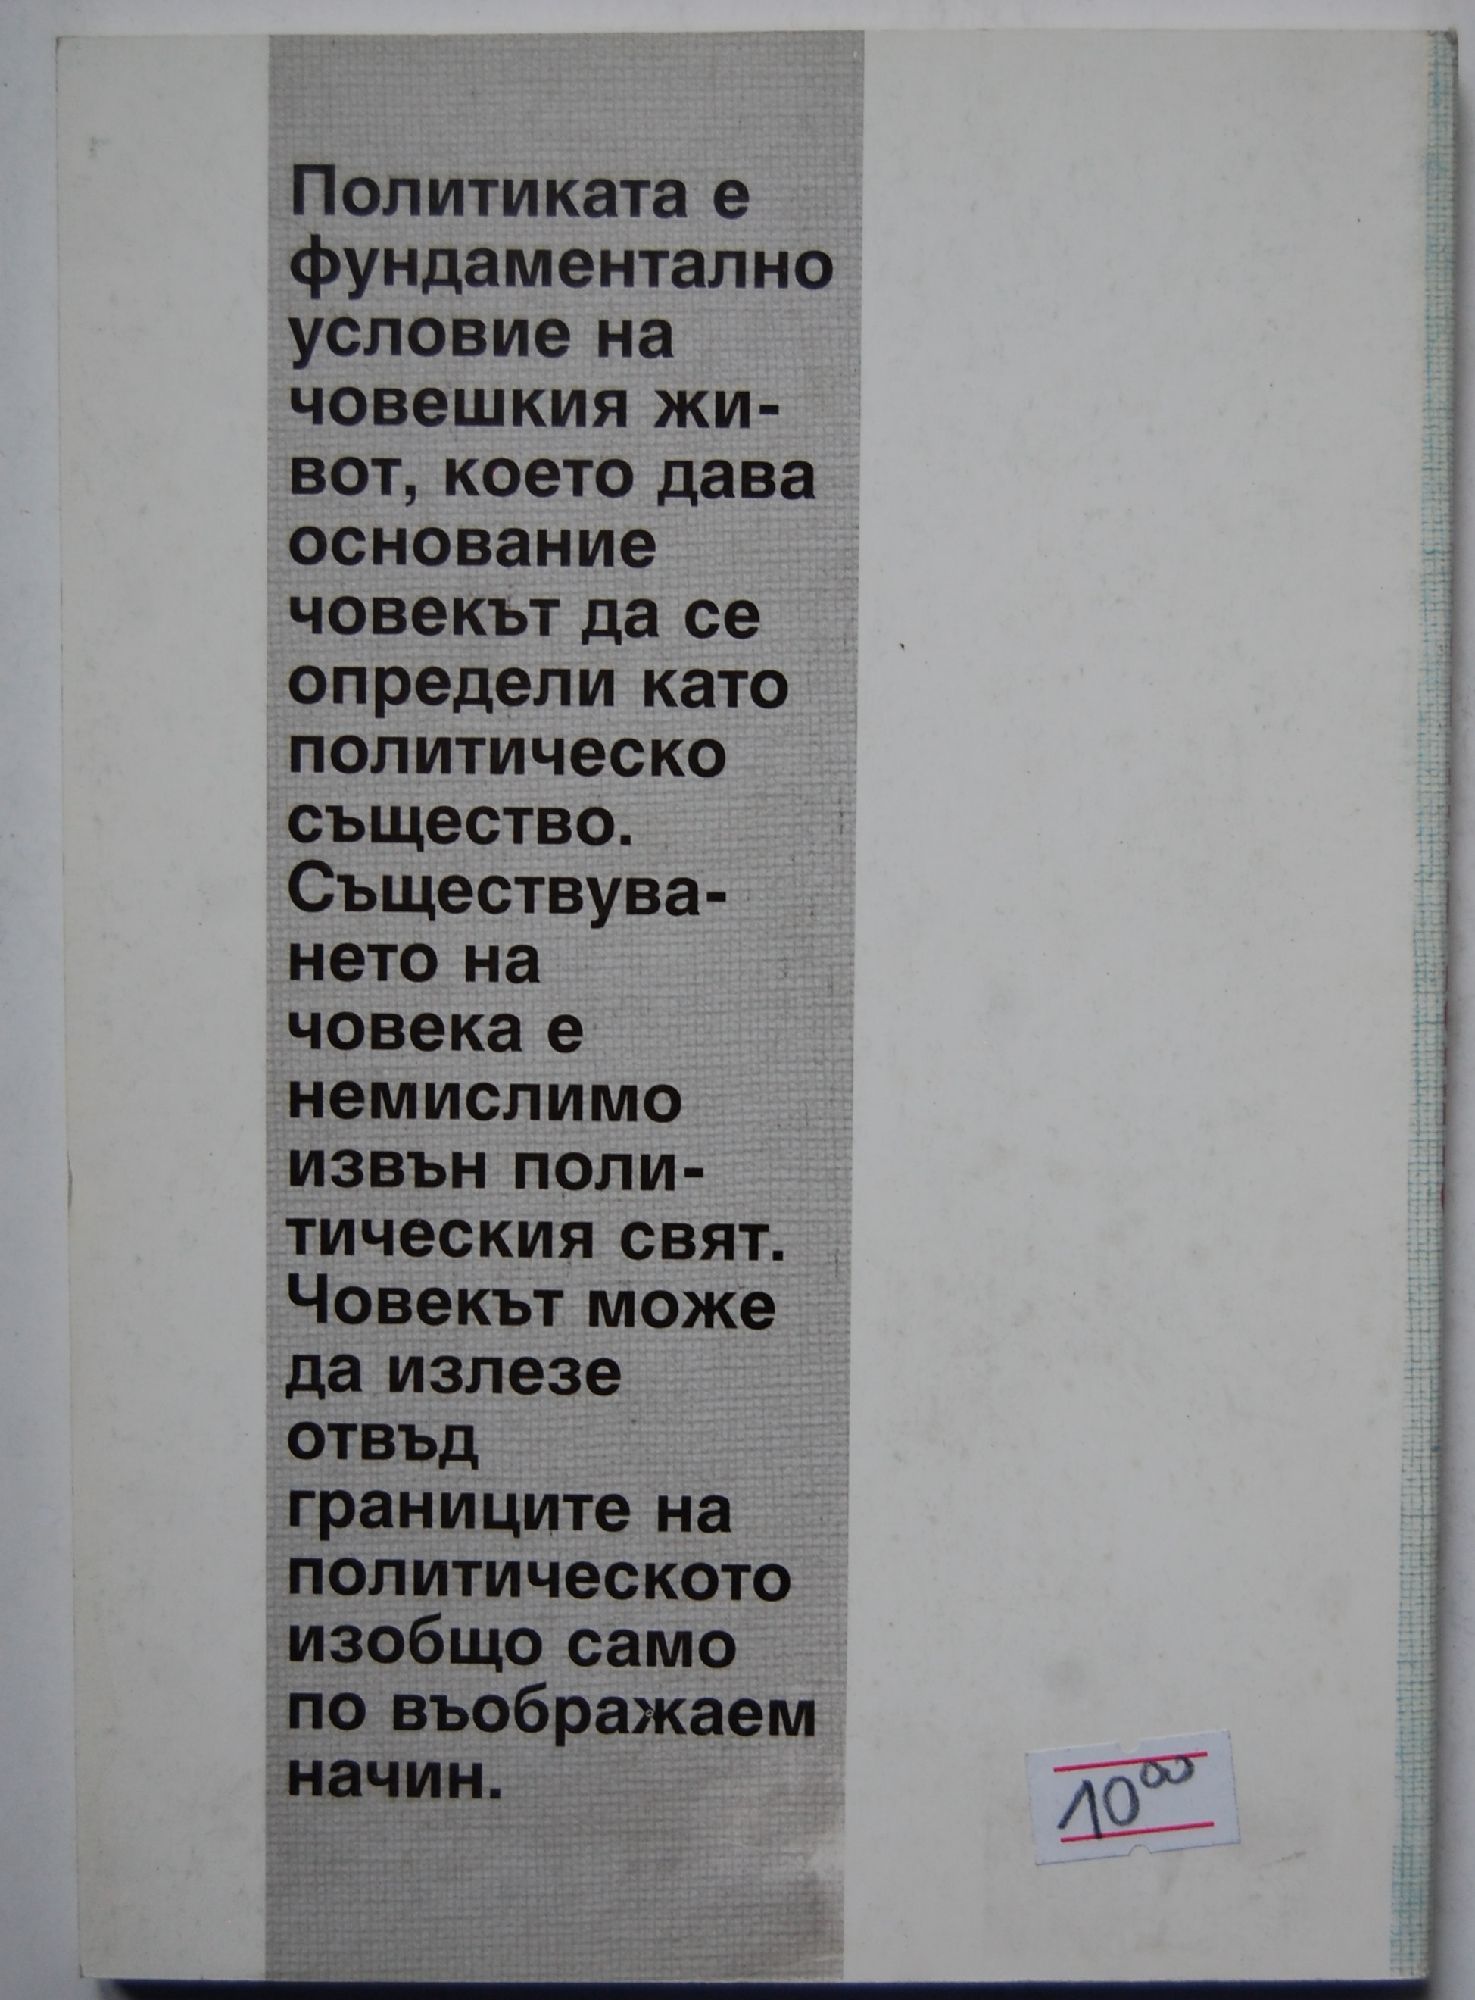 Политиката е
фундаментално
условие на
човешкия жи-
вот, което дава
основание
човекът да се
определи като
политическо
същество.
Съществува-
нето на
човека е
немислимо
извън поли-
тическия свят.
Човекът може
да излезе
отвъд
границите на
политическото
изобщо само
по въображаем
начин.
10⁰⁰